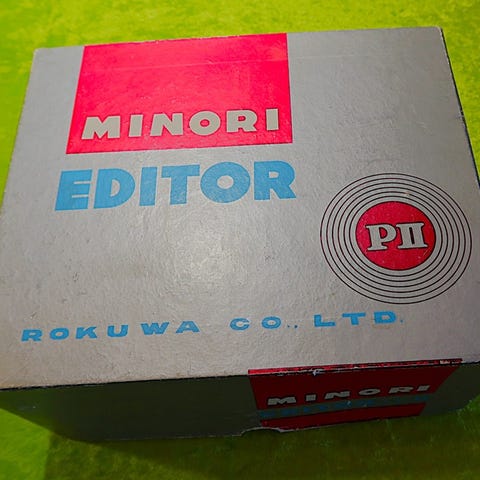 MINORI
EDITOR
PII
ROKUWA CO., LTD.
MINORI